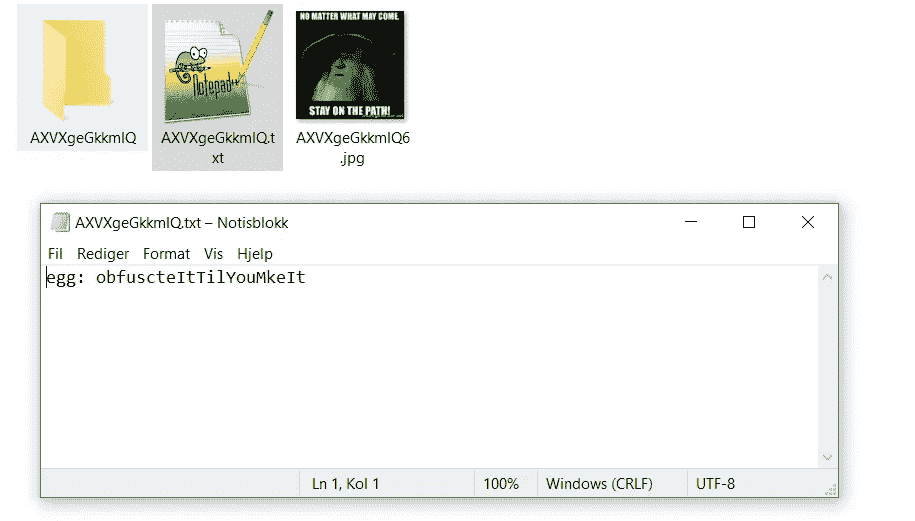 NO MATTER WHAT MAY COME,
Notepad++
STAY ON THE PATH!
AXVXgeGkkmIQ
AXVXgeGkkmIQ.t
xt
AXVXgeGkkmIQ6
.jpg
AXVXgeGkkmIQ.txt – Notisblokk
Fil Rediger Format Vis Hjelp
egg: obfuscteItTilYouMkeIt
Ln 1, Kol 1 100% Windows (CRLF) UTF-8